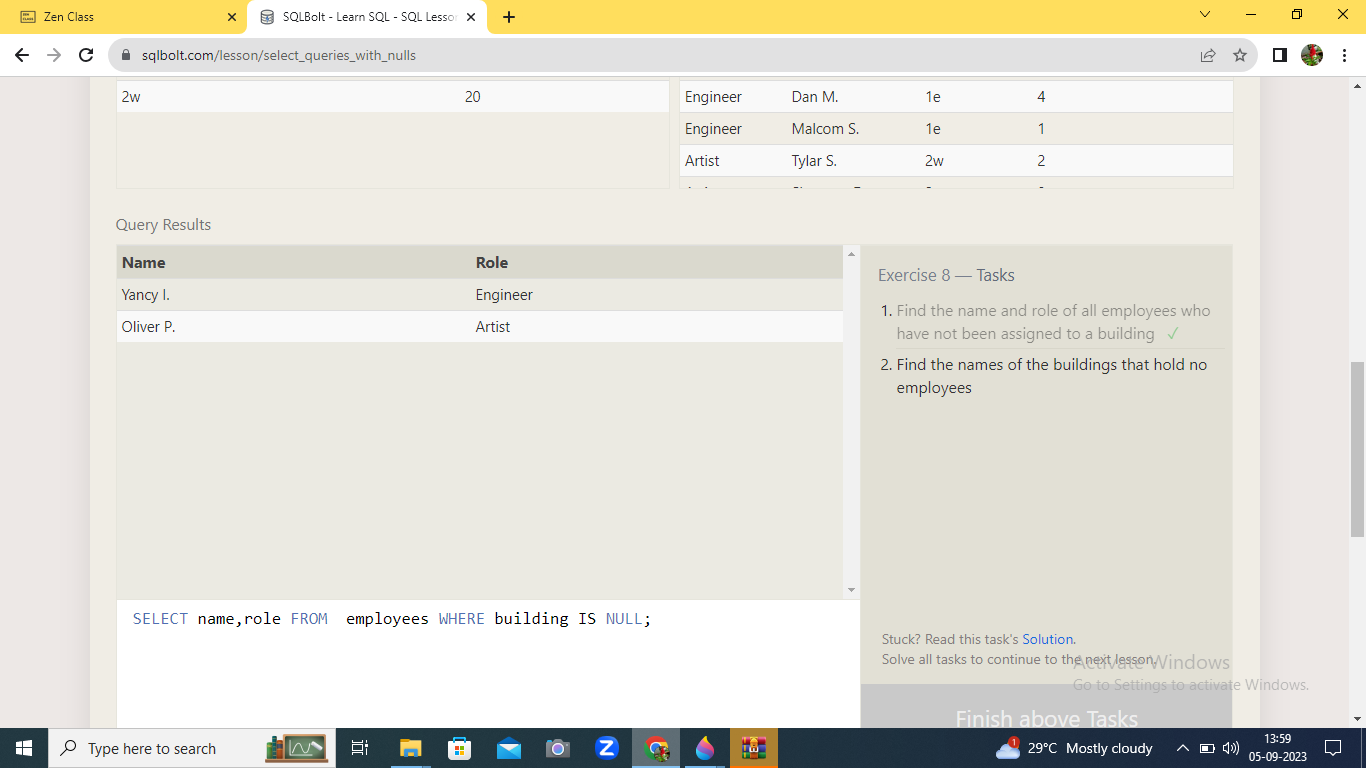 Zen Class
SQLBolt - Learn SQL - SQL Lesson
sqlbolt.com/lesson/select_queries_with_nulls
2w 20
Engineer Dan M. 1e 4
Engineer Malcom S. 1e 1
Artist Tylar S. 2w 2
Query Results
Name Role
Yancy I. Engineer
Oliver P. Artist
Exercise 8 — Tasks
1. Find the name and role of all employees who
have not been assigned to a building ✓
2. Find the names of the buildings that hold no
employees
SELECT name,role FROM  employees WHERE building IS NULL;
Stuck? Read this task's Solution.
Solve all tasks to continue to the next lesson.
Activate Windows
Go to Settings to activate Windows.
Finish above Tasks
Type here to search
1
29°C Mostly cloudy
13:59
05-09-2023